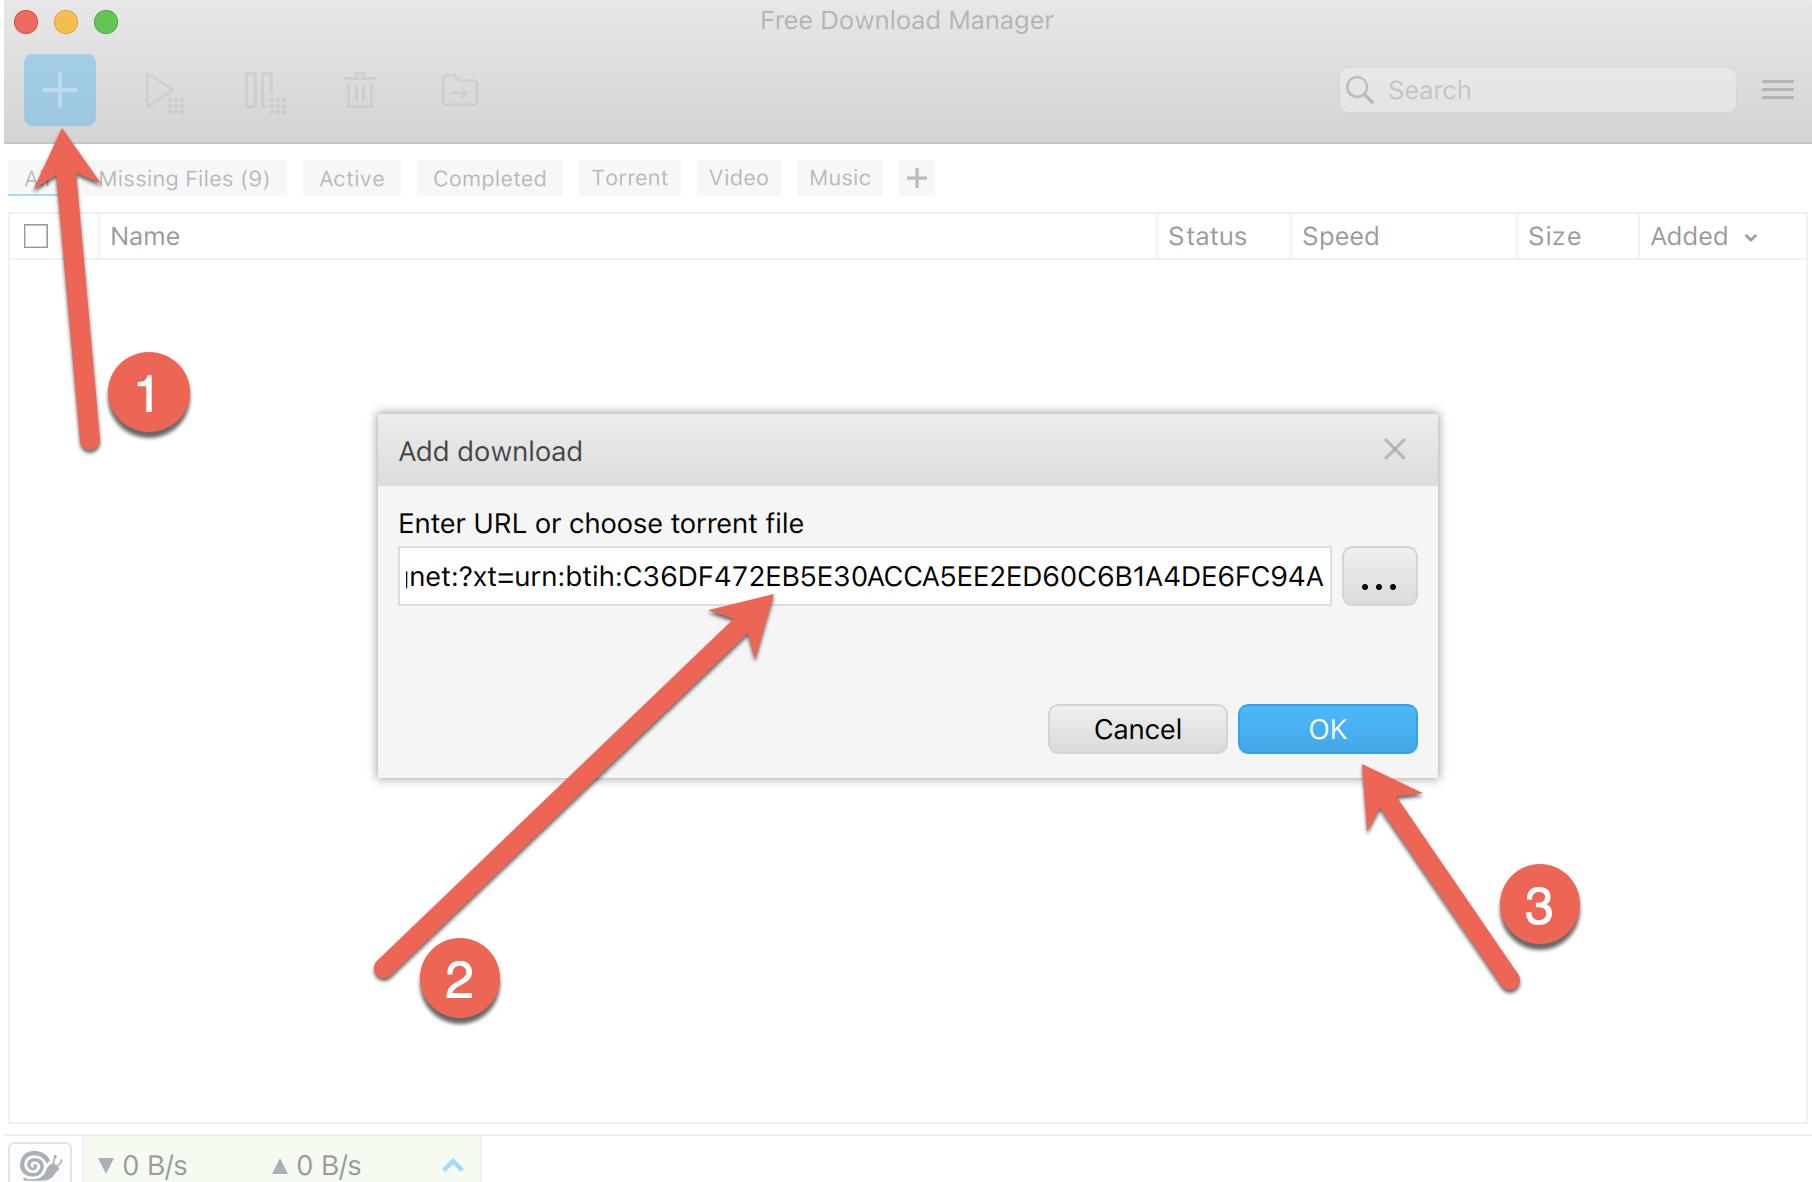 Free Download Manager
Search
Missing Files (9) Active Completed Torrent Video Music +
Name Status Speed Size Added
1
Add download
Enter URL or choose torrent file
net:?xt=urn:btih:C36DF472EB5E30ACCA5EE2ED60C6B1A4DE6FC94A ...
Cancel OK
3
2
0 B/s 0 B/s